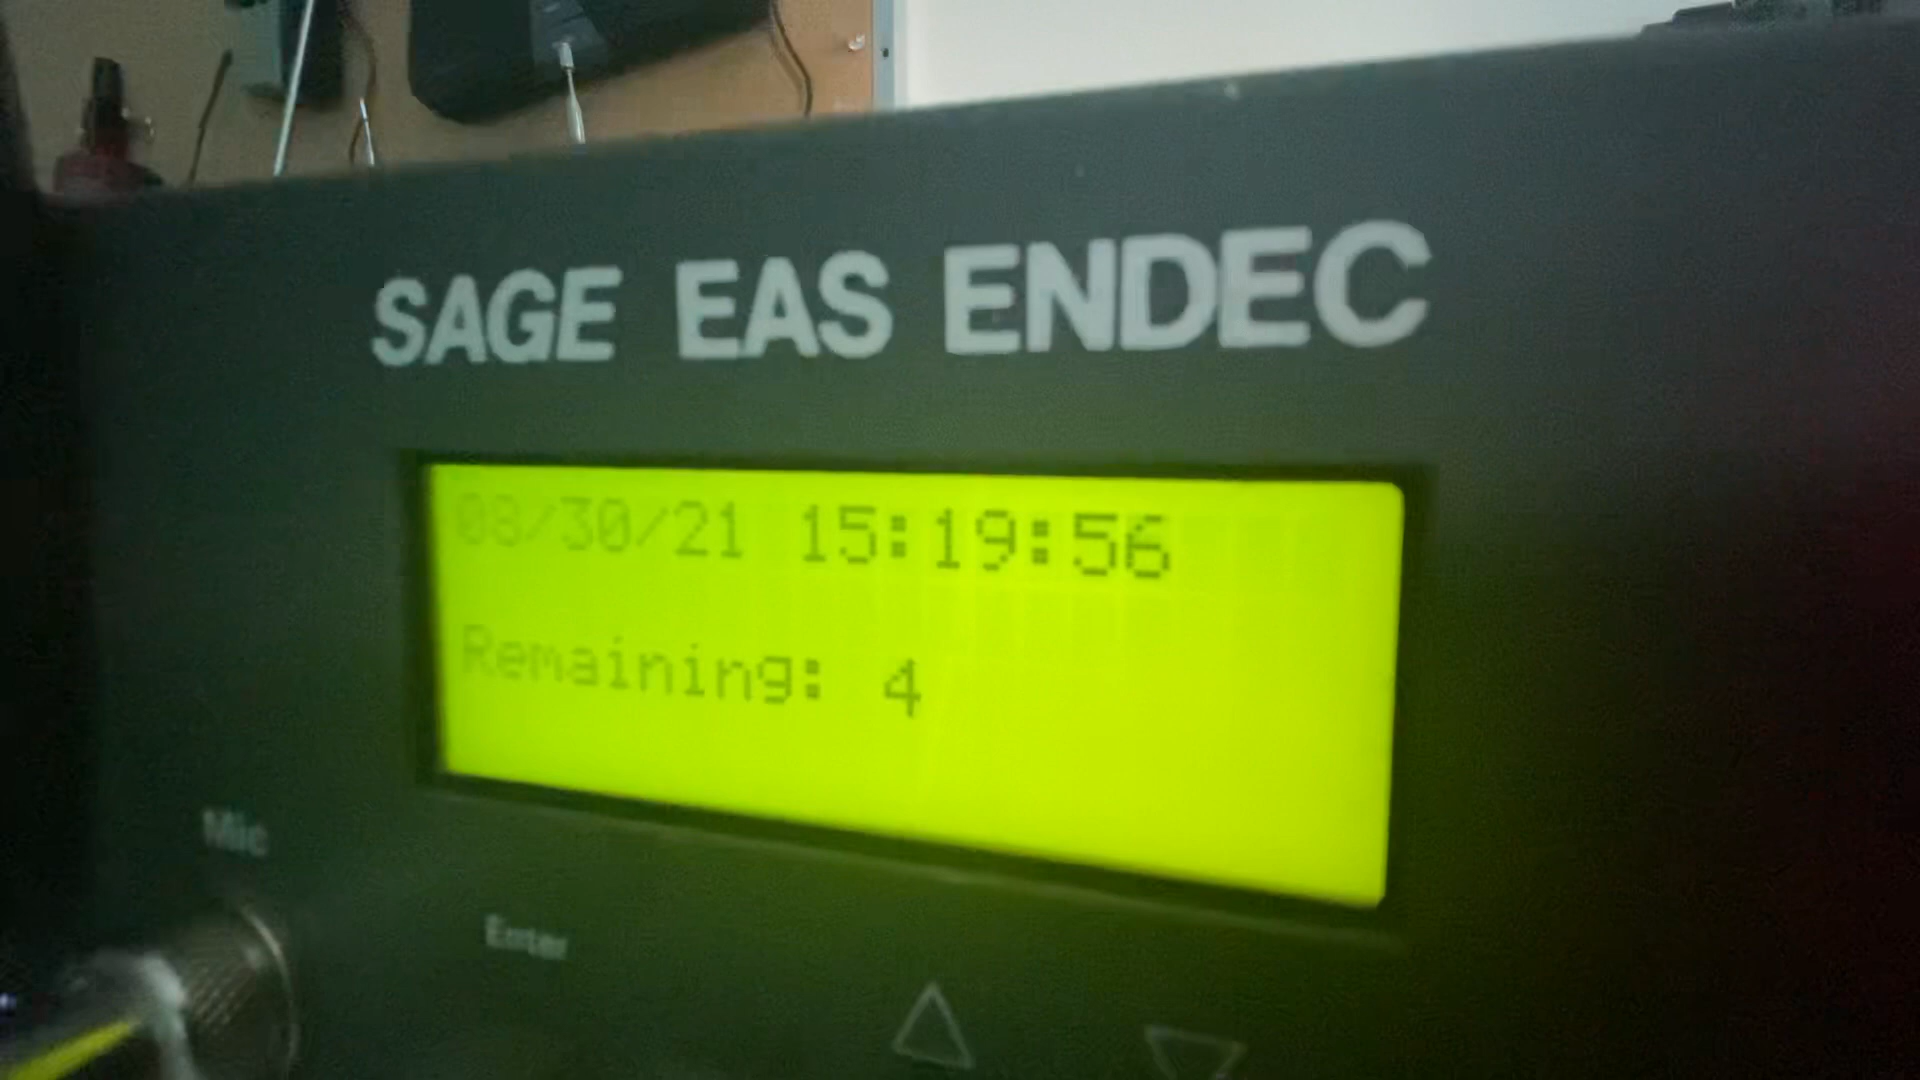 SAGE EAS ENDEC
08/30/21 15:19:56
Remaining: 4
Mic
Enter